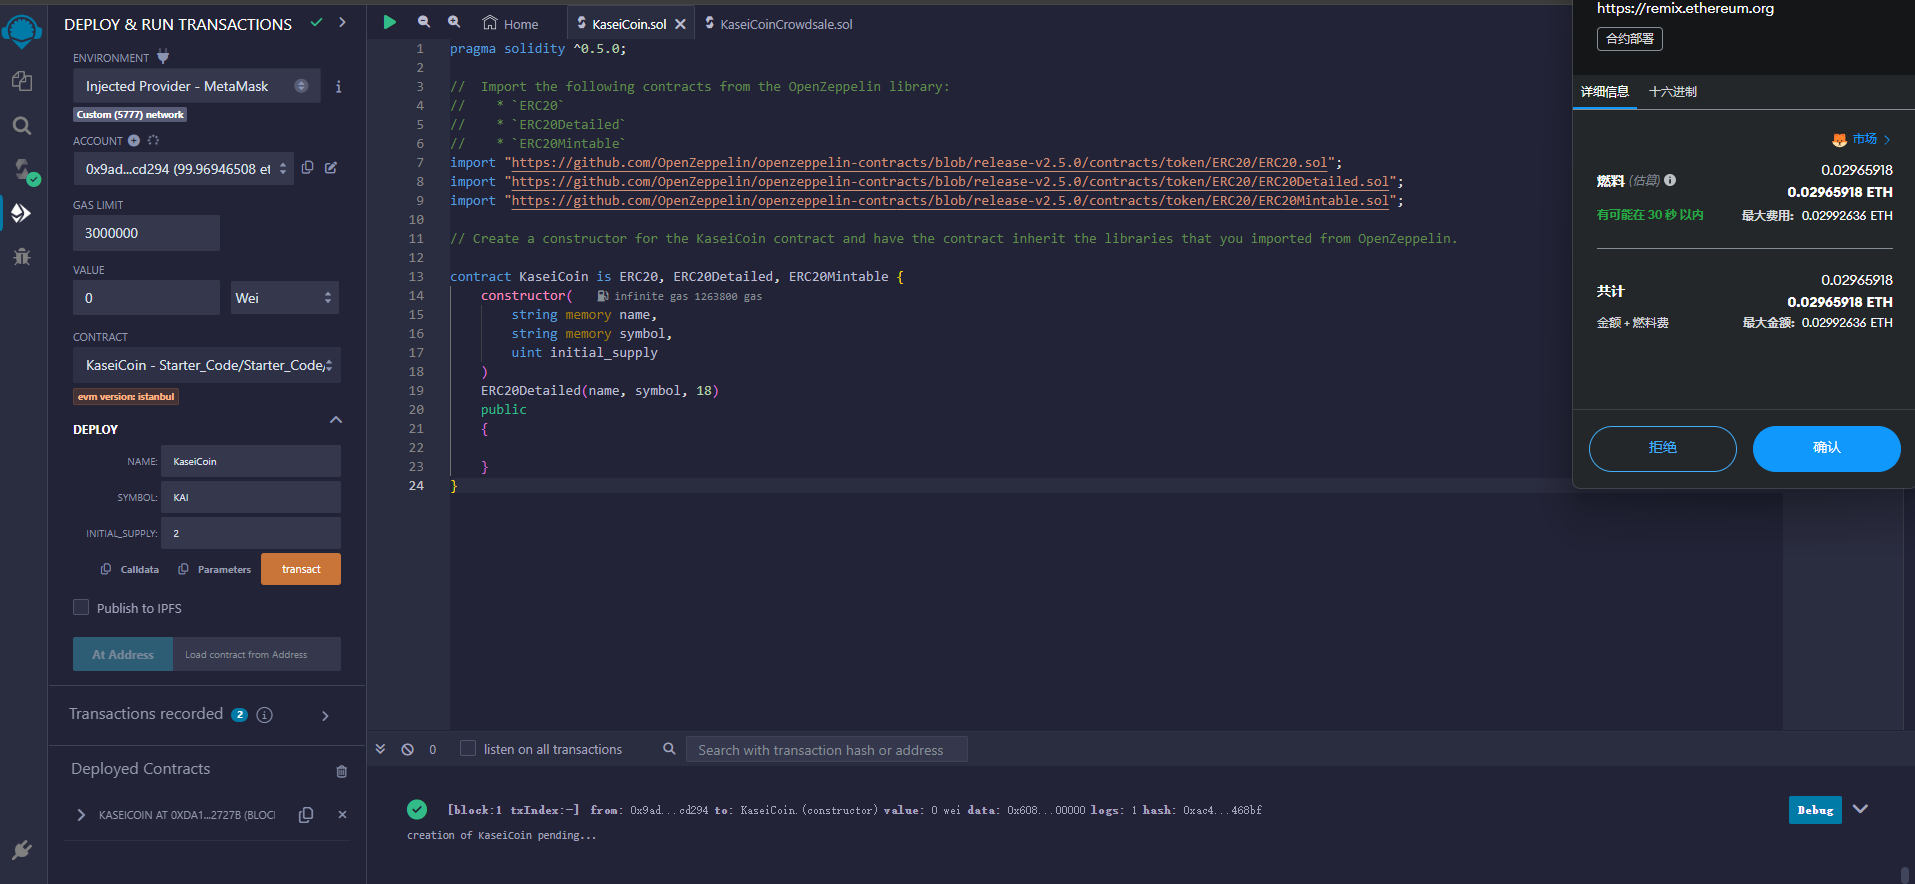 DEPLOY & RUN TRANSACTIONS
ENVIRONMENT
Injected Provider - MetaMask
Custom (5777) network
ACCOUNT
0x9ad...cd294 (99.96946508 et
GAS LIMIT
3000000
VALUE
0
Wei
CONTRACT
KaseiCoin - Starter_Code/Starter_Code/
evm version: istanbul
DEPLOY
NAME:
KaseiCoin
SYMBOL:
KAI
INITIAL_SUPPLY:
2
Calldata
Parameters
transact
Publish to IPFS
At Address
Load contract from Address
Transactions recorded 2
Deployed Contracts
KASEICOIN AT 0XDA1...2727B (BLOC
Home
KaseiCoin.sol
KaseiCoinCrowdsale.sol
1 pragma solidity ^0.5.0;
2
3 //  Import the following contracts from the OpenZeppelin library:
4 //    * `ERC20`
5 //    * `ERC20Detailed`
6 //    * `ERC20Mintable`
7 import "https://github.com/OpenZeppelin/openzeppelin-contracts/blob/release-v2.5.0/contracts/token/ERC20/ERC20.sol";
8 import "https://github.com/OpenZeppelin/openzeppelin-contracts/blob/release-v2.5.0/contracts/token/ERC20/ERC20Detailed.sol";
9 import "https://github.com/OpenZeppelin/openzeppelin-contracts/blob/release-v2.5.0/contracts/token/ERC20/ERC20Mintable.sol";
10
11 // Create a constructor for the KaseiCoin contract and have the contract inherit the libraries that you imported from OpenZeppelin.
12
13 contract KaseiCoin is ERC20, ERC20Detailed, ERC20Mintable {
14     constructor( infinite gas 1263800 gas
15         string memory name,
16         string memory symbol,
17         uint initial_supply
18     )
19     ERC20Detailed(name, symbol, 18)
20     public
21     {
22
23     }
24 }
0
listen on all transactions
Search with transaction hash or address
[block:1 txIndex:-] from: 0x9ad...cd294 to: KaseiCoin.(constructor) value: 0 wei data: 0x608...00000 logs: 1 hash: 0xac4...468bf
Debug
creation of KaseiCoin pending...
https://remix.ethereum.org
合约部署
详细信息
十六进制
市场
0.02965918
燃料 (估算)
0.02965918 ETH
有可能在 30 秒 以内
最大费用: 0.02992636 ETH
0.02965918
共计
0.02965918 ETH
金额 + 燃料费
最大金额: 0.02992636 ETH
拒绝
确认